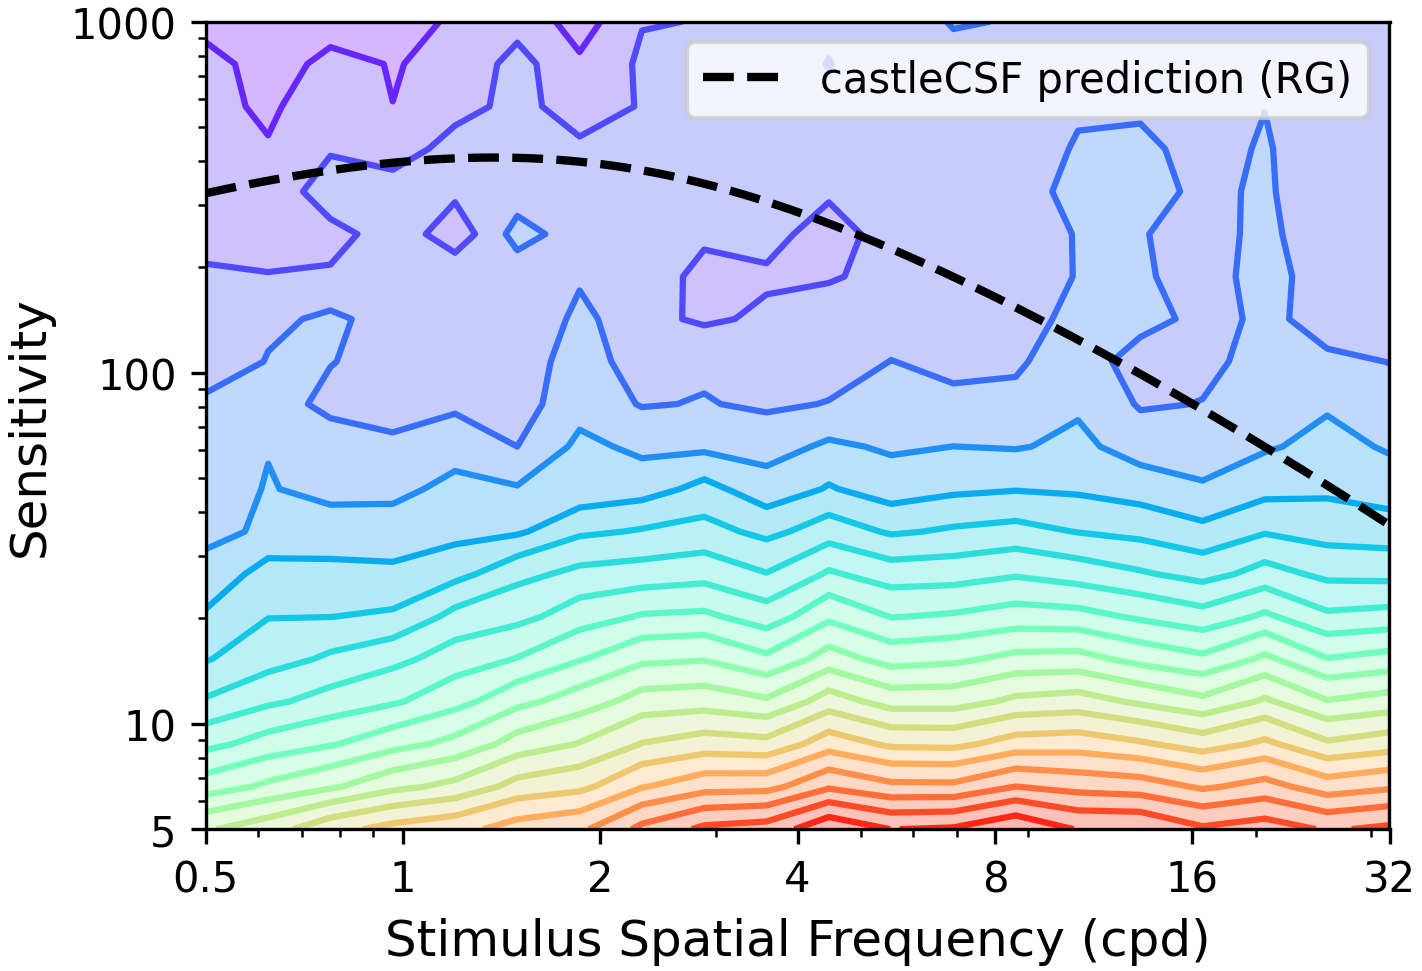 1000
castleCSF prediction (RG)
100
Sensitivity
10
5
0.5 1 2 4 8 16 32
Stimulus Spatial Frequency (cpd)